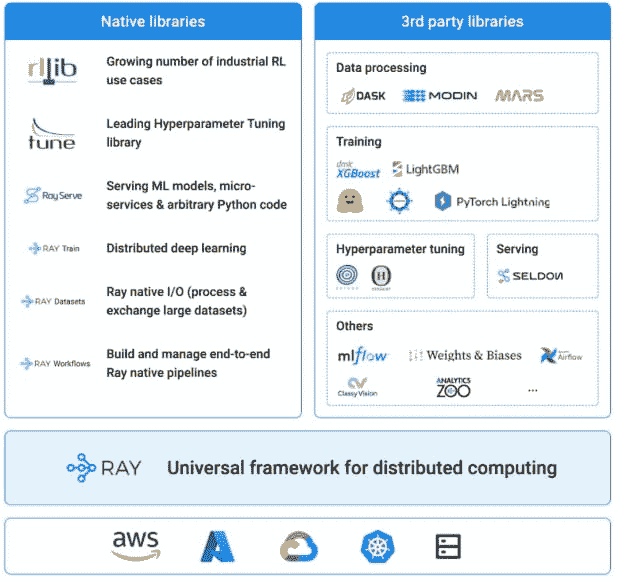 Native libraries
rllib
Growing number of industrial RL
use cases
tune
Leading Hyperparameter Tuning
library
Ray Serve
Serving ML models, micro-
services & arbitrary Python code
RAY Train
Distributed deep learning
RAY Datasets
Ray native I/O (process &
exchange large datasets)
RAY Workflows
Build and manage end-to-end
Ray native pipelines
3rd party libraries
Data processing
DASK
MODIN
MARS
Training
dmlc
XGBoost
LightGBM
PyTorch Lightning
Hyperparameter tuning
Serving
SELDON
Others
mlflow
Weights & Biases
Airflow
Classy Vision
ANALYTICS
ZOO
...
RAY
Universal framework for distributed computing
aws